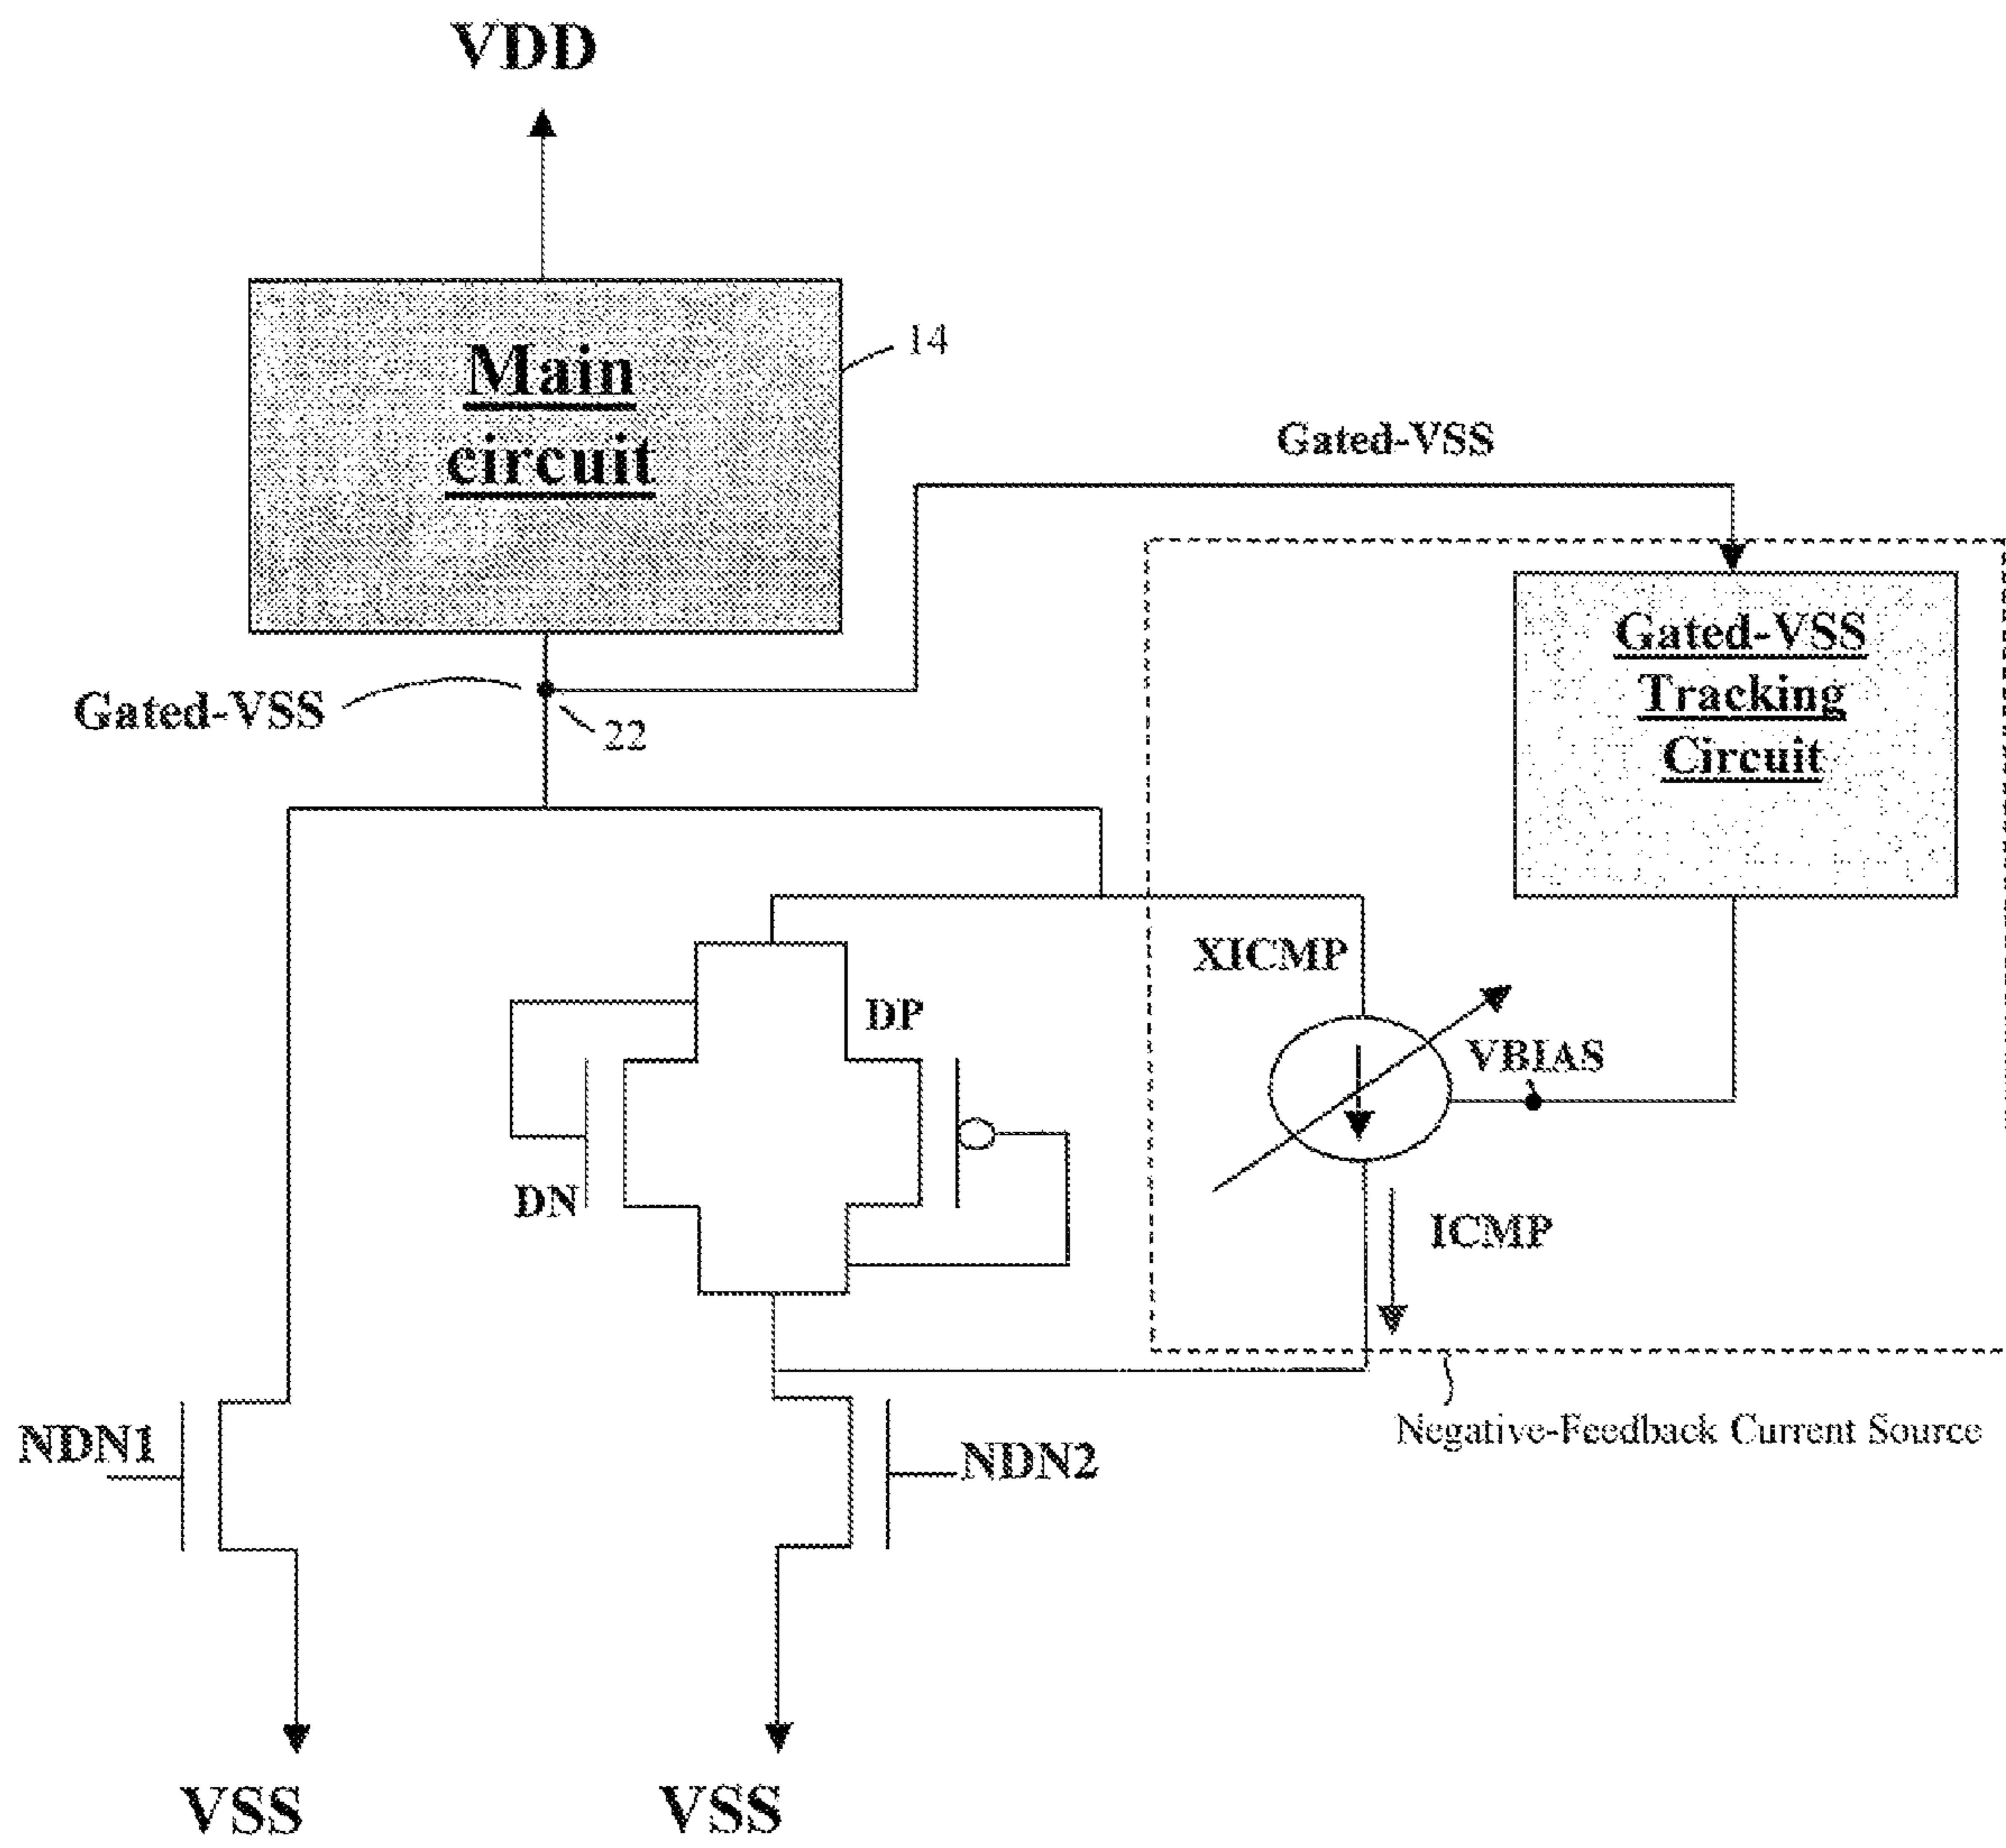 VDD
Main
circuit
14
Gated-VSS
Gated-VSS
Tracking
Circuit
Gated-VSS
22
XICMP
DP
VBIAS
DN
ICMP
NDN1
NDN2
Negative-Feedback Current Source
VSS
VSS